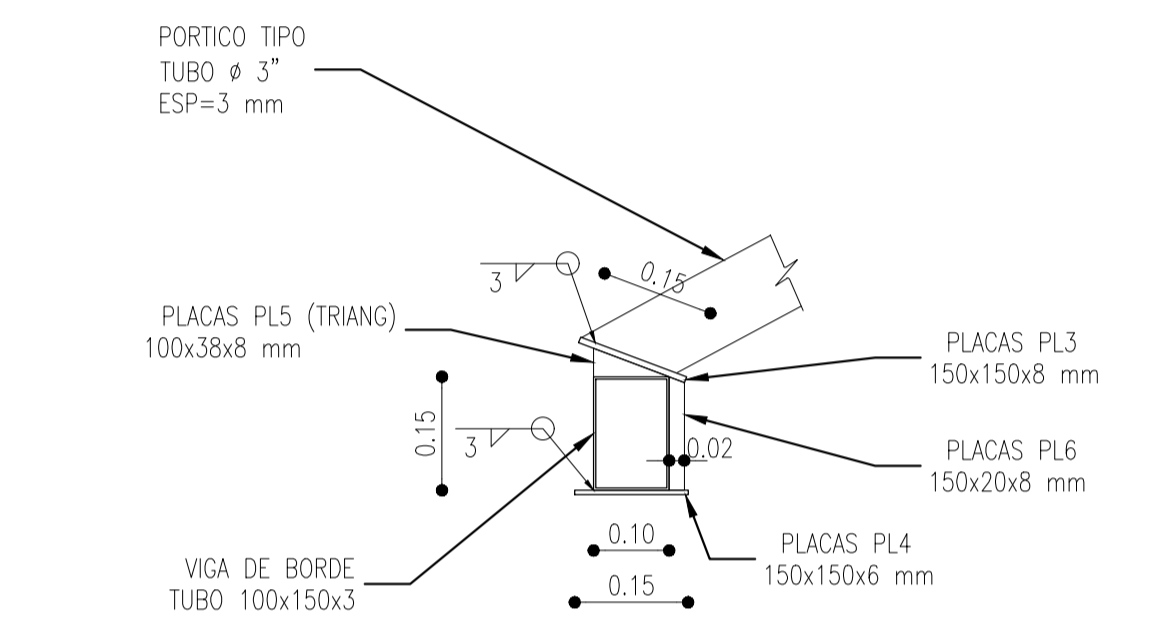 PORTICO TIPO
TUBO ø 3"
ESP=3 mm
3
0.15
PLACAS PL5 (TRIANG)
100x38x8 mm
PLACAS PL3
150x150x8 mm
0.15
3
0.02
PLACAS PL6
150x20x8 mm
0.10
PLACAS PL4
150x150x6 mm
VIGA DE BORDE
TUBO 100x150x3
0.15